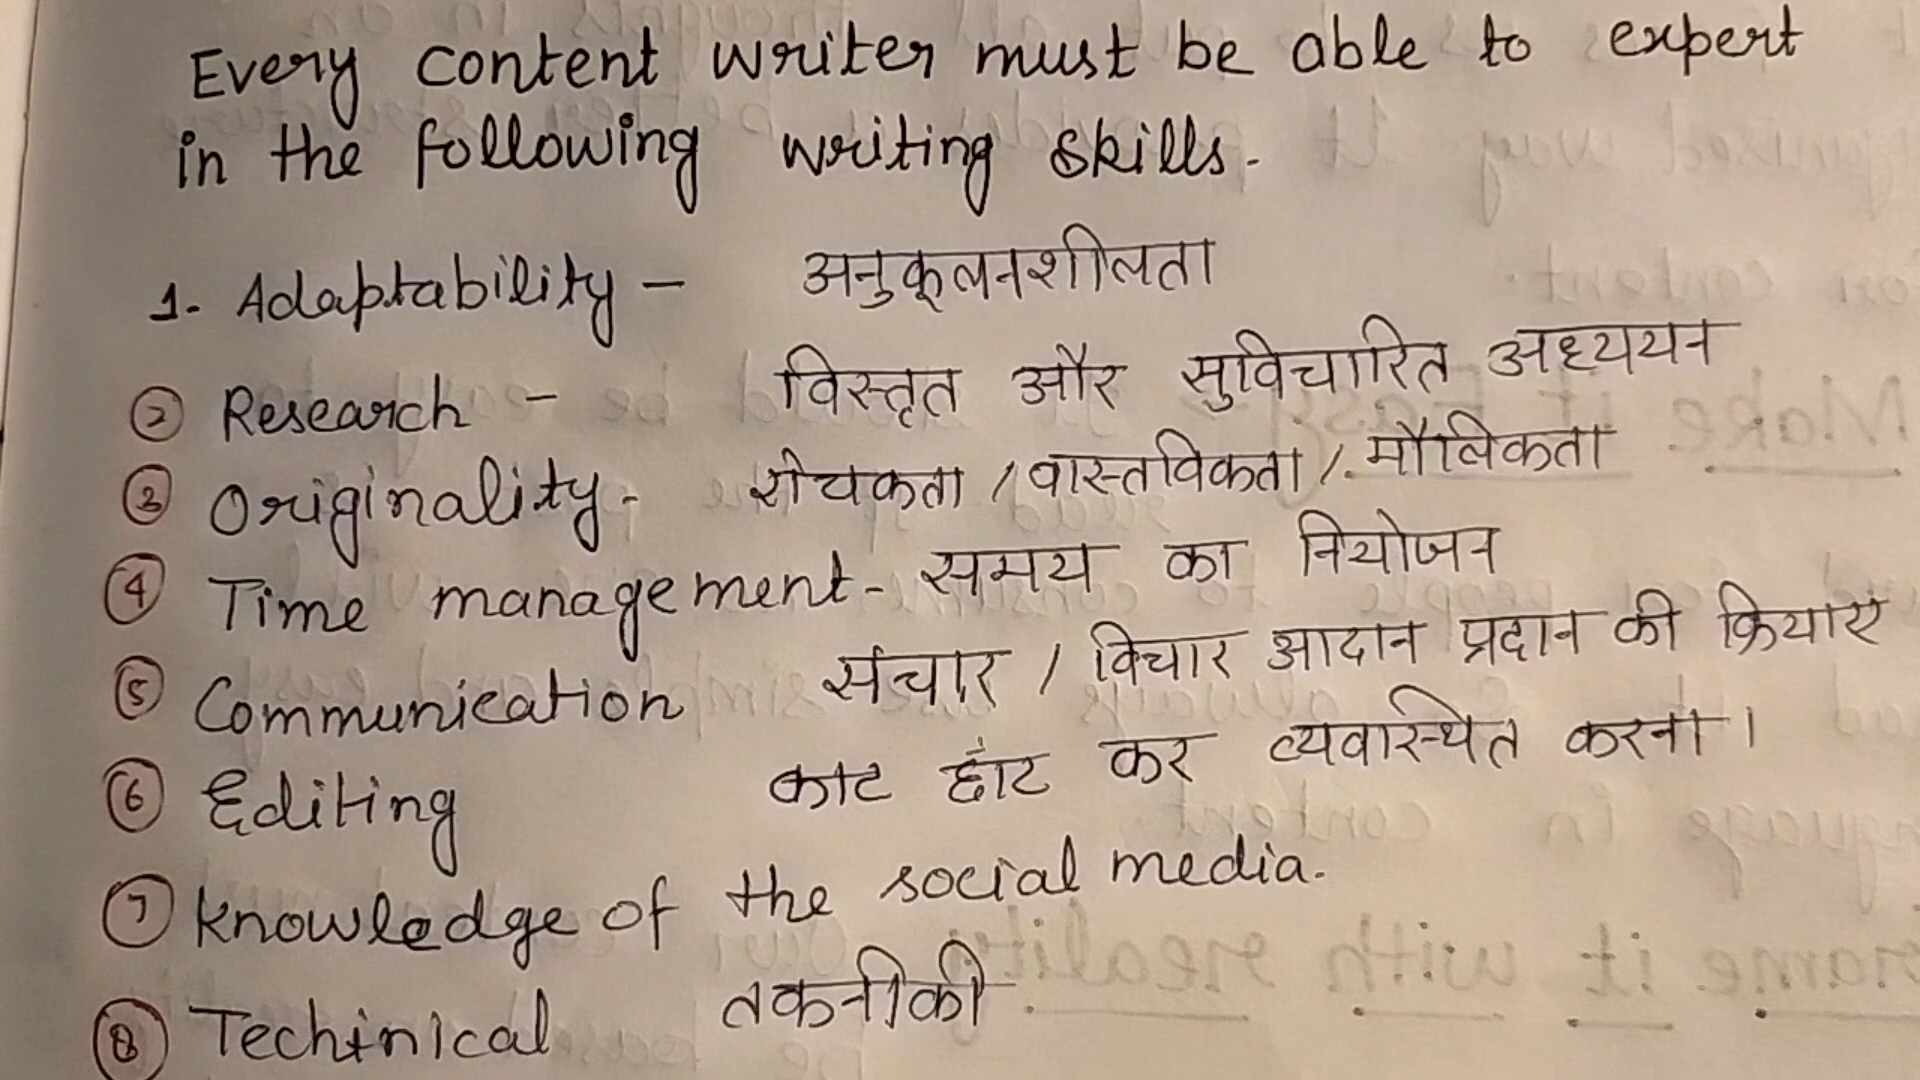 Every content writer must be able to expert
in the following writing skills.
1. Adaptability - अनुकूलनशीलता
② Research - विस्तृत और सुविचारित अध्ययन
③ Originality - रोचकता / वास्तविकता / मौलिकता
④ Time management - समय का नियोजन
⑤ Communication संचार / विचार आदान प्रदान की क्रियाएं
⑥ Editing काट छाँट कर व्यवस्थित करना।
⑦ knowledge of the social media.
⑧ Techinical तकनीकी